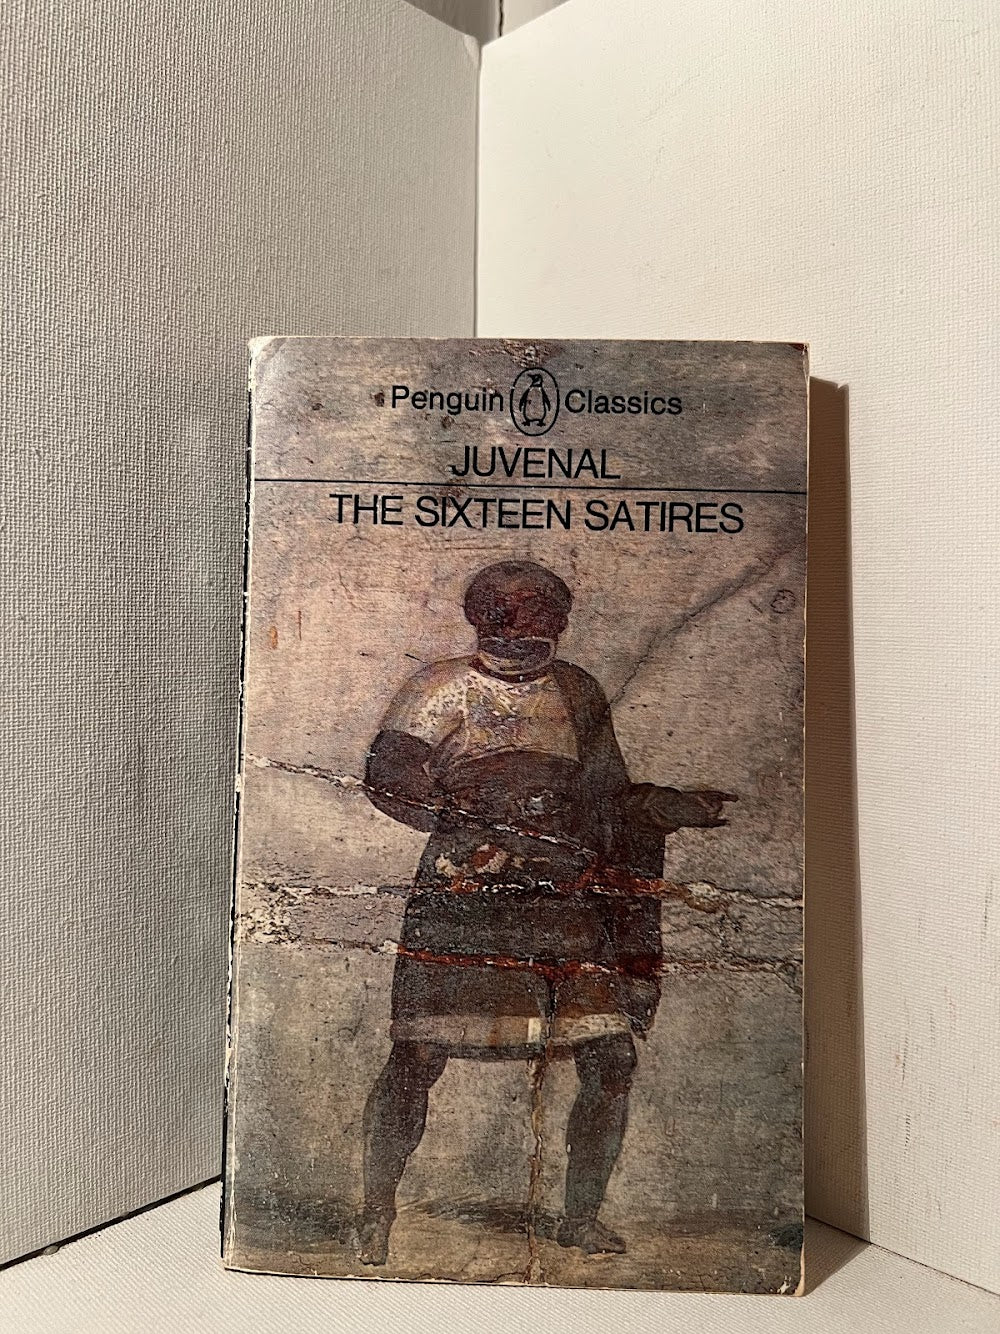 Penguin Classics
JUVENAL
THE SIXTEEN SATIRES